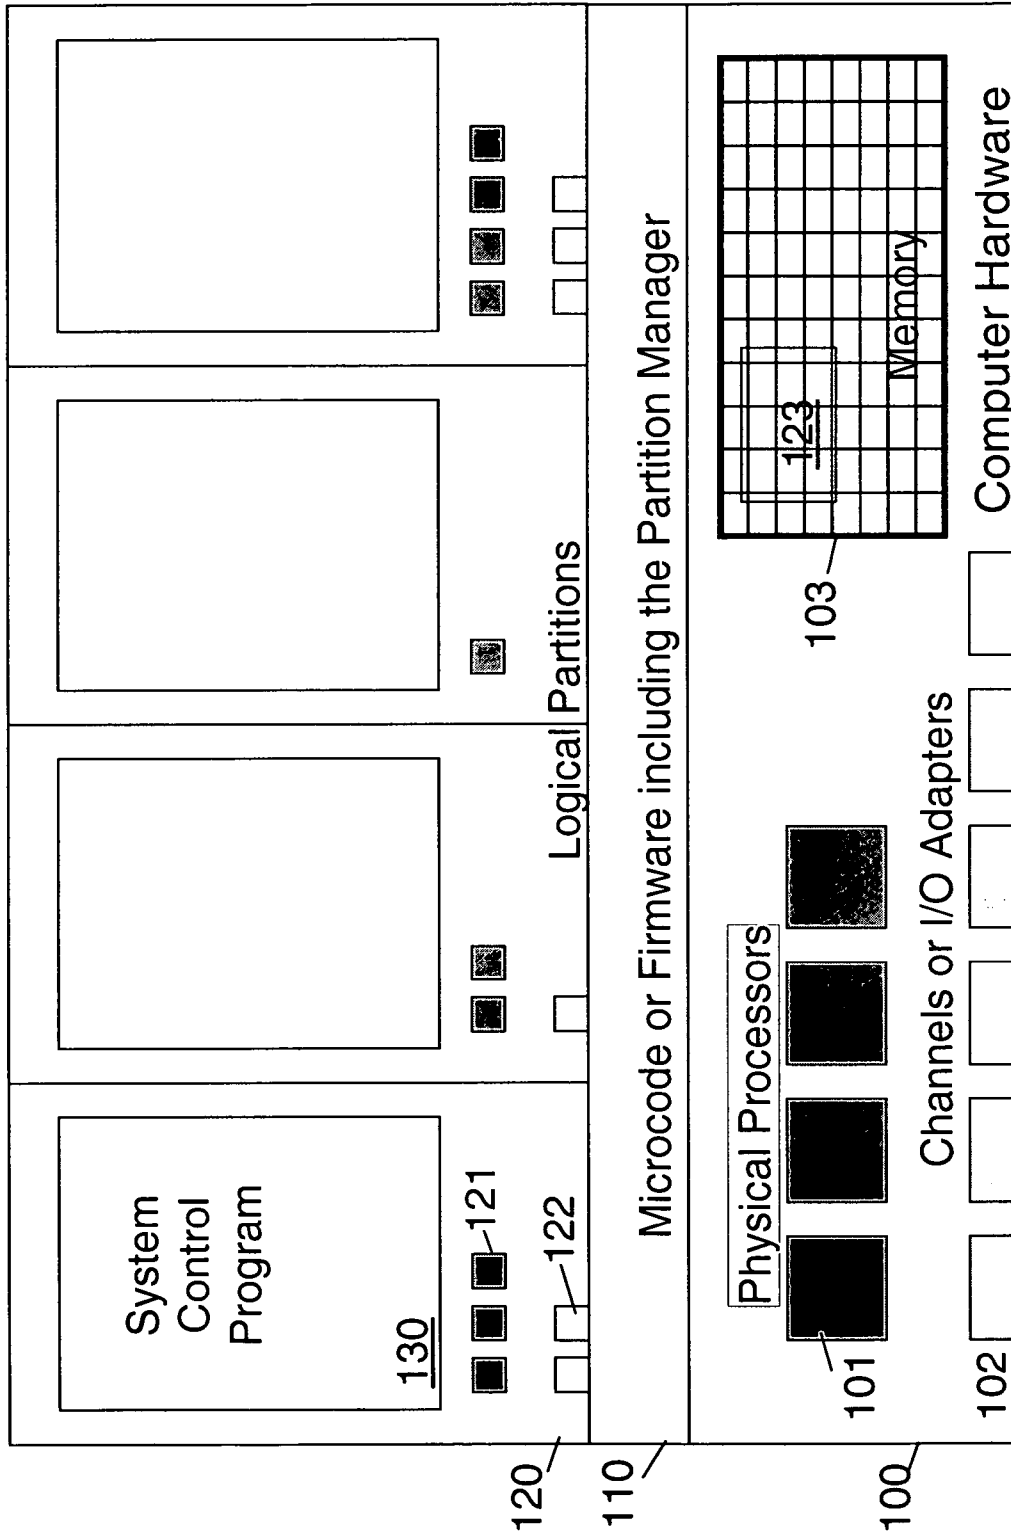 System
Control
Program
130
121
122
120
Logical Partitions
110
Microcode or Firmware including the Partition Manager
Physical Processors
101
123
Memory
103
Channels or I/O Adapters
102
100
Computer Hardware